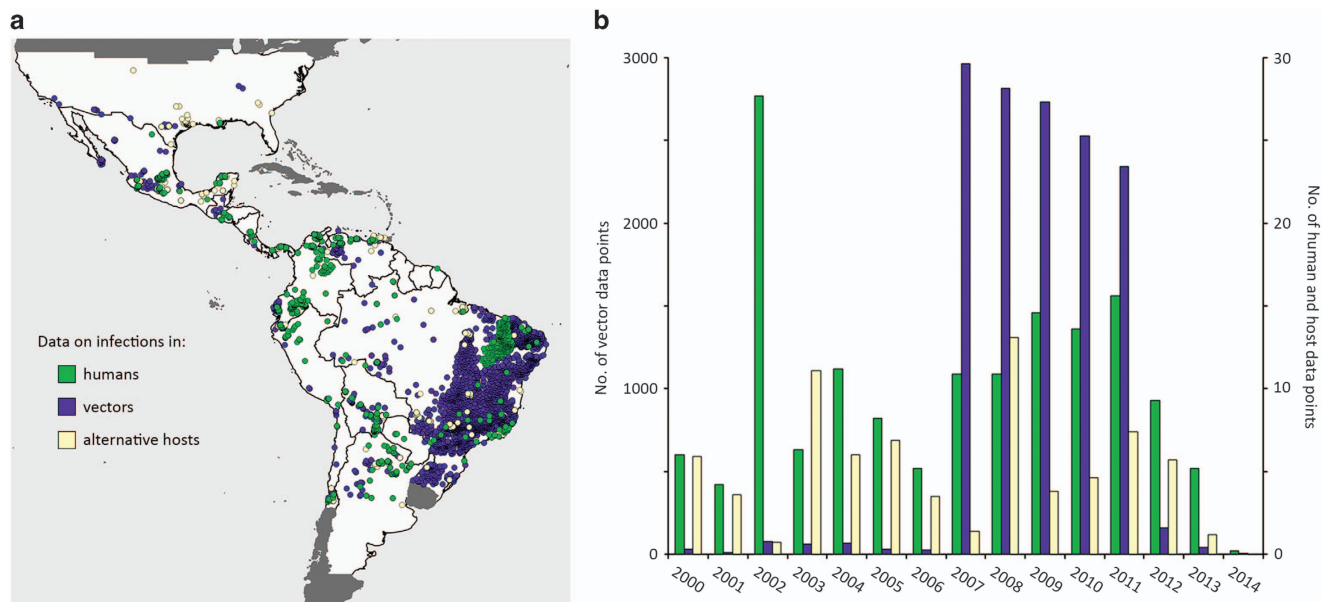 a
Data on infections in:
humans
vectors
alternative hosts
b
No. of vector data points
3000
2000
1000
0
30
20
10
0
No. of human and host data points
2000
2001
2002
2003
2004
2005
2006
2007
2008
2009
2010
2011
2012
2013
2014